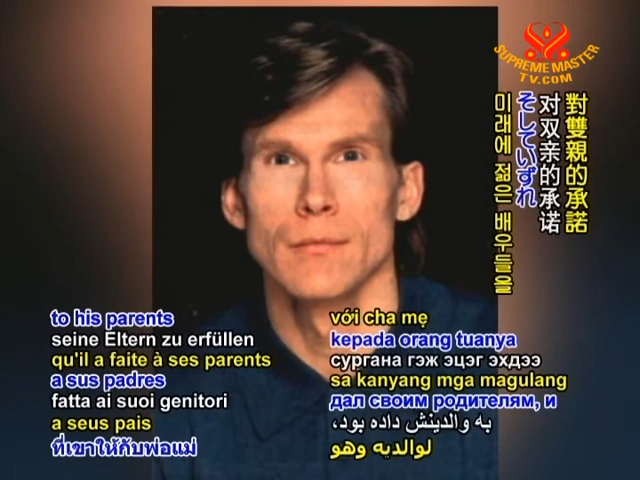 SUPREME MASTER
TV.COM
對雙親的承諾
对双亲的承诺
そしていずれ
미래에 젊은 배우들을
to his parents
seine Eltern zu erfüllen
qu'il a faite à ses parents
a sus padres
fatta ai suoi genitori
a seus pais
ที่เขาให้กับพ่อแม่
với cha mẹ
kepada orang tuanya
сургана гэж эцэг эхдээ
sa kanyang mga magulang
дал своим родителям, и
به والدینش داده بود،
لوالديه وهو